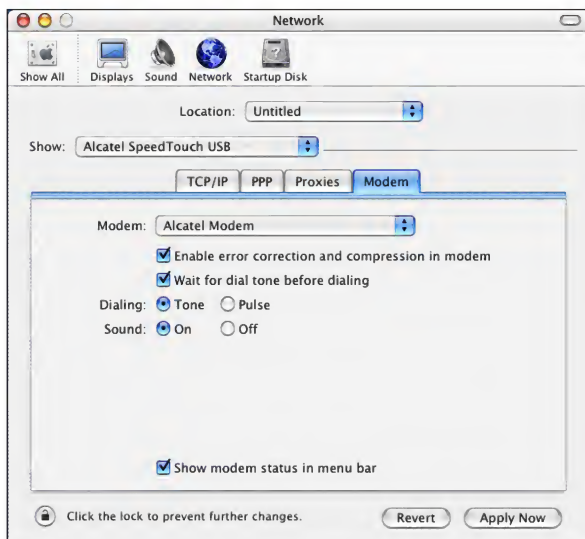 Network
Show All Displays Sound Network Startup Disk
Location: Untitled
Show: Alcatel SpeedTouch USB
TCP/IP PPP Proxies Modem
Modem: Alcatel Modem
Enable error correction and compression in modem
Wait for dial tone before dialing
Dialing: Tone Pulse
Sound: On Off
Show modem status in menu bar
Click the lock to prevent further changes. Revert Apply Now